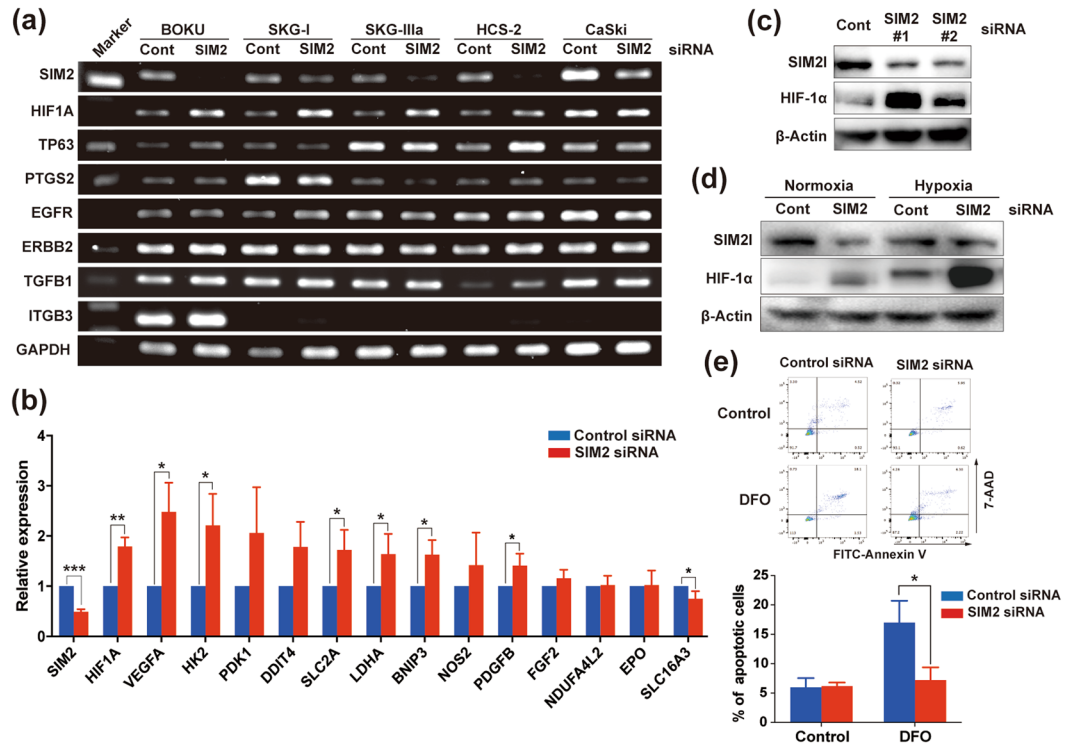 (a)
Marker
BOKU SKG-I SKG-IIIa HCS-2 CaSki
Cont SIM2 Cont SIM2 Cont SIM2 Cont SIM2 Cont SIM2 siRNA
SIM2
HIF1A
TP63
PTGS2
EGFR
ERBB2
TGFB1
ITGB3
GAPDH
(b)
Relative expression
4
3
2
1
0
Control siRNA
SIM2 siRNA
*** ** * * * * * * *
SIM2 HIF1A VEGFA HK2 PDK1 DDIT4 SLC2A LDHA BNIP3 NOS2 PDGFB FGF2 NDUFA4L2 EPO SLC16A3
(c)
Cont SIM2 #1 SIM2 #2 siRNA
SIM2l
HIF-1α
β-Actin
(d)
Normoxia Hypoxia
Cont SIM2 Cont SIM2 siRNA
SIM2l
HIF-1α
β-Actin
(e)
Control siRNA SIM2 siRNA
Control
DFO
7-AAD
FITC-Annexin V
% of apoptotic cells
25
20
15
10
5
0
Control siRNA
SIM2 siRNA
*
Control DFO